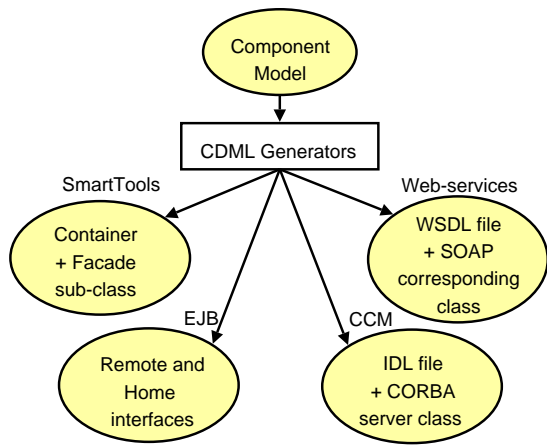 Component
Model
CDML Generators
SmartTools
Web-services
Container
+ Facade
sub-class
WSDL file
+ SOAP
corresponding
class
EJB
CCM
Remote and
Home
interfaces
IDL file
+ CORBA
server class